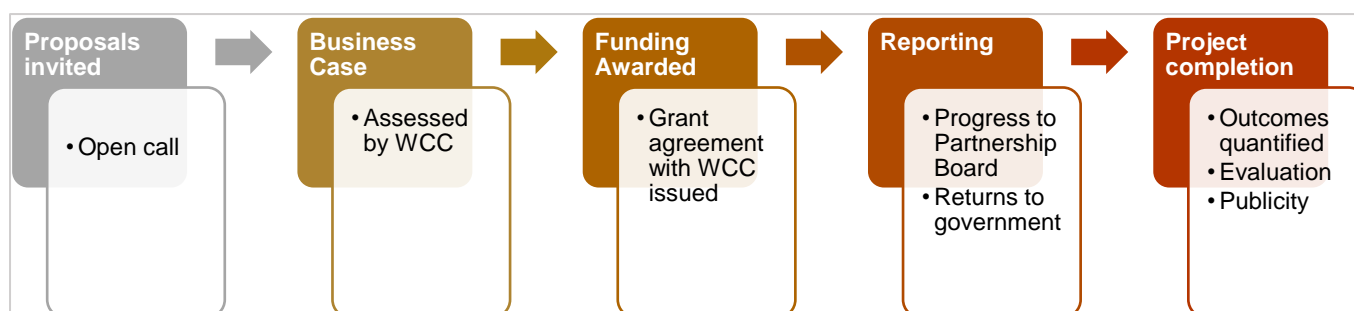 Proposals
invited
• Open call
Business
Case
• Assessed
by WCC
Funding
Awarded
• Grant
agreement
with WCC
issued
Reporting
• Progress to
Partnership
Board
• Returns to
government
Project
completion
• Outcomes
quantified
• Evaluation
• Publicity